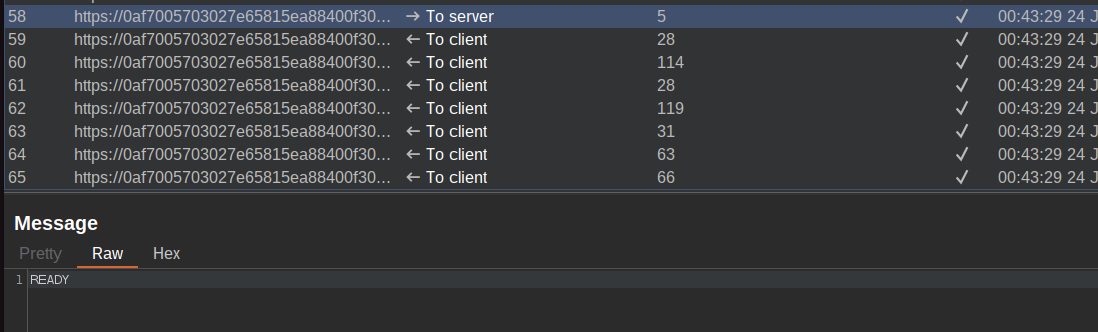 58 https://0af7005703027e65815ea88400f30... → To server 5 ✓ 00:43:29 24 J
59 https://0af7005703027e65815ea88400f30... ← To client 28 ✓ 00:43:29 24 J
60 https://0af7005703027e65815ea88400f30... ← To client 114 ✓ 00:43:29 24 J
61 https://0af7005703027e65815ea88400f30... ← To client 28 ✓ 00:43:29 24 J
62 https://0af7005703027e65815ea88400f30... ← To client 119 ✓ 00:43:29 24 J
63 https://0af7005703027e65815ea88400f30... ← To client 31 ✓ 00:43:29 24 J
64 https://0af7005703027e65815ea88400f30... ← To client 63 ✓ 00:43:29 24 J
65 https://0af7005703027e65815ea88400f30... ← To client 66 ✓ 00:43:29 24 J
Message
Pretty Raw Hex
1 READY